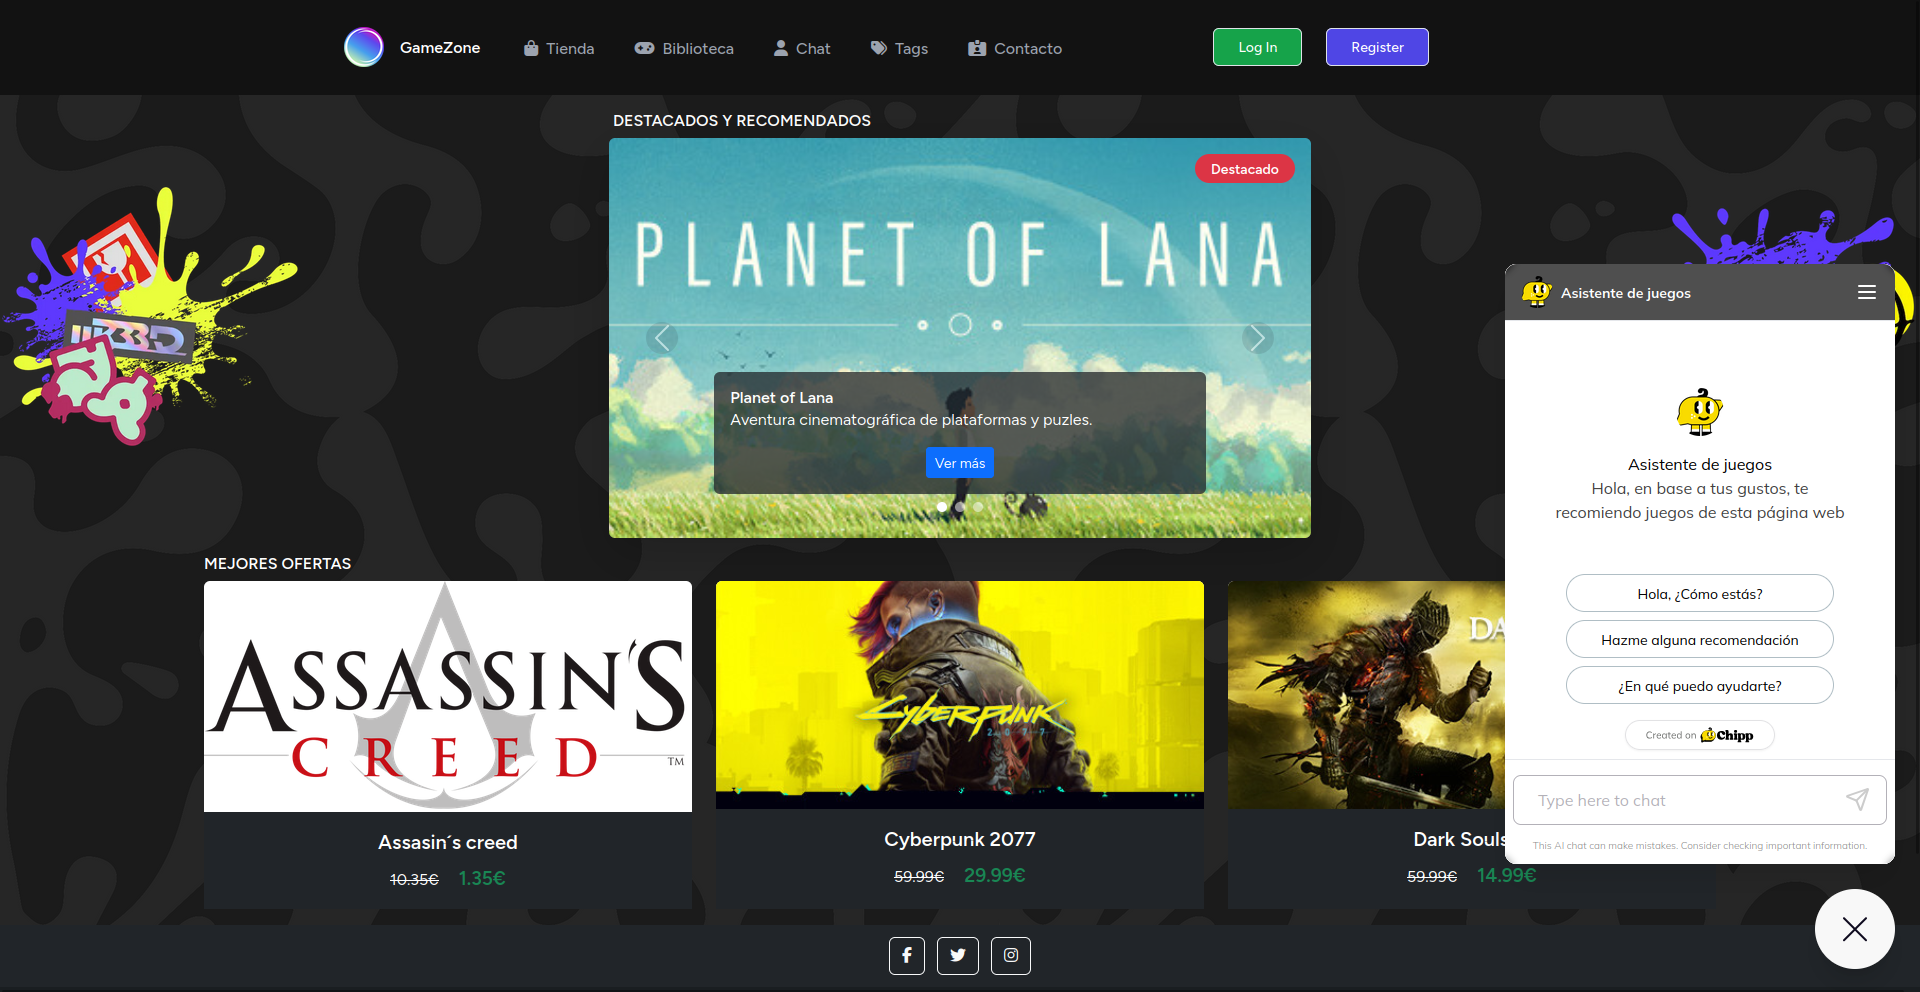 GameZone
Tienda
Biblioteca
Chat
Tags
Contacto
Log In
Register
DESTACADOS Y RECOMENDADOS
Destacado
PLANET OF LANA
Planet of Lana
Aventura cinematográfica de plataformas y puzles.
Ver más
MEJORES OFERTAS
ASSASSIN'S
CREED
TM
Assasin´s creed
10.35€ 1.35€
Cyberpunk
2077
Cyberpunk 2077
59.99€ 29.99€
DA
Dark Souls
59.99€ 14.99€
Asistente de juegos
Asistente de juegos
Hola, en base a tus gustos, te
recomiendo juegos de esta página web
Hola, ¿Cómo estás?
Hazme alguna recomendación
¿En qué puedo ayudarte?
Created on Chipp
Type here to chat
This AI chat can make mistakes. Consider checking important information.